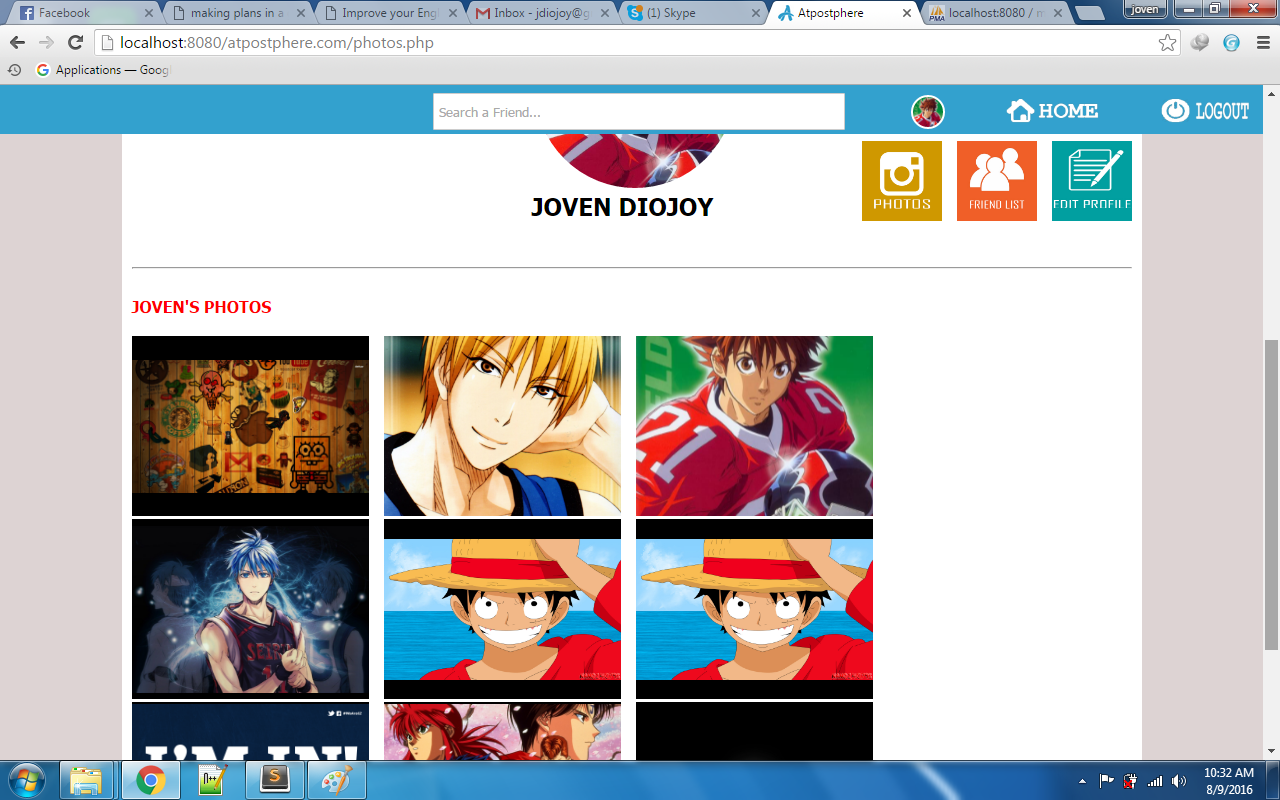 Facebook
making plans in a
Improve your Engl
Inbox - jdiojoy@g
(1) Skype
Atpostphere
localhost:8080 / m
joven
localhost:8080/atpostphere.com/photos.php
Applications — Googl
Search a Friend...
HOME
LOGOUT
PHOTOS
FRIEND LIST
EDIT PROFILE
JOVEN DIOJOY
JOVEN'S PHOTOS
21
I'M IN!
10:32 AM
8/9/2016